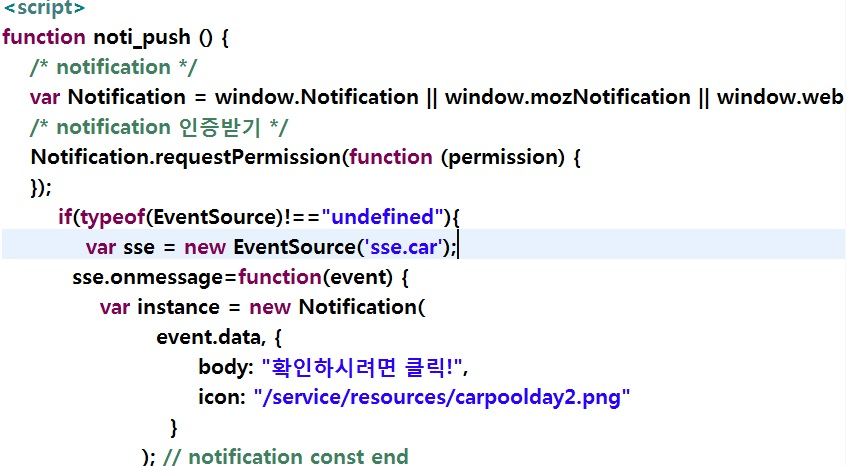 <script>
function noti_push () {
/* notification */
var Notification = window.Notification || window.mozNotification || window.web
/* notification 인증받기 */
Notification.requestPermission(function (permission) {
});
if(typeof(EventSource)!=="undefined"){
var sse = new EventSource('sse.car');
sse.onmessage=function(event) {
var instance = new Notification(
event.data, {
body: "확인하시려면 클릭!",
icon: "/service/resources/carpoolday2.png"
}
); // notification const end